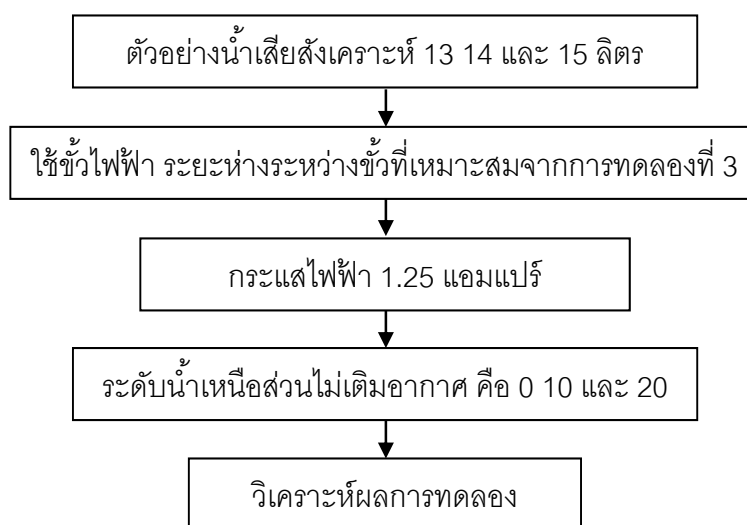 ตัวอย่างน้ำเสียสังเคราะห์ 13 14 และ 15 ลิตร
ใช้ขั้วไฟฟ้า ระยะห่างระหว่างขั้วที่เหมาะสมจากการทดลองที่ 3
กระแสไฟฟ้า 1.25 แอมแปร์
ระดับน้ำเหนือส่วนไม่เติมอากาศ คือ 0 10 และ 20
วิเคราะห์ผลการทดลอง